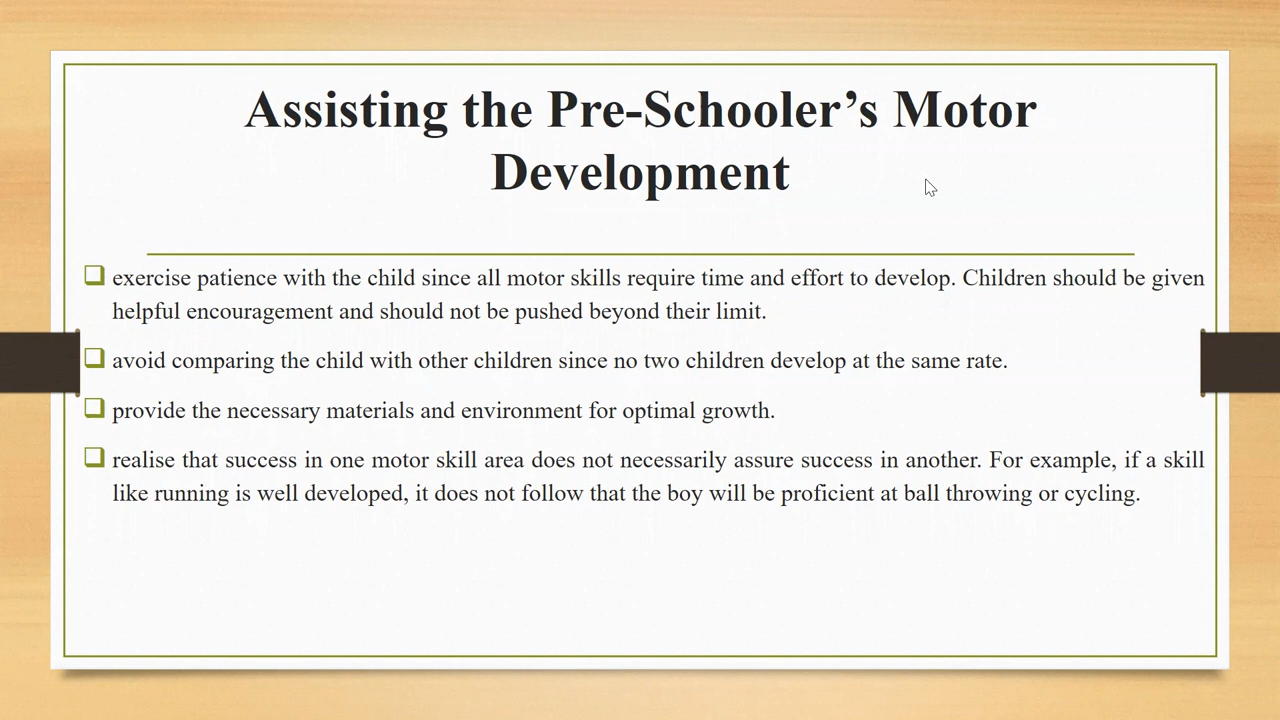 Assisting the Pre-Schooler’s Motor
Development
exercise patience with the child since all motor skills require time and effort to develop. Children should be given
helpful encouragement and should not be pushed beyond their limit.
avoid comparing the child with other children since no two children develop at the same rate.
provide the necessary materials and environment for optimal growth.
realise that success in one motor skill area does not necessarily assure success in another. For example, if a skill
like running is well developed, it does not follow that the boy will be proficient at ball throwing or cycling.